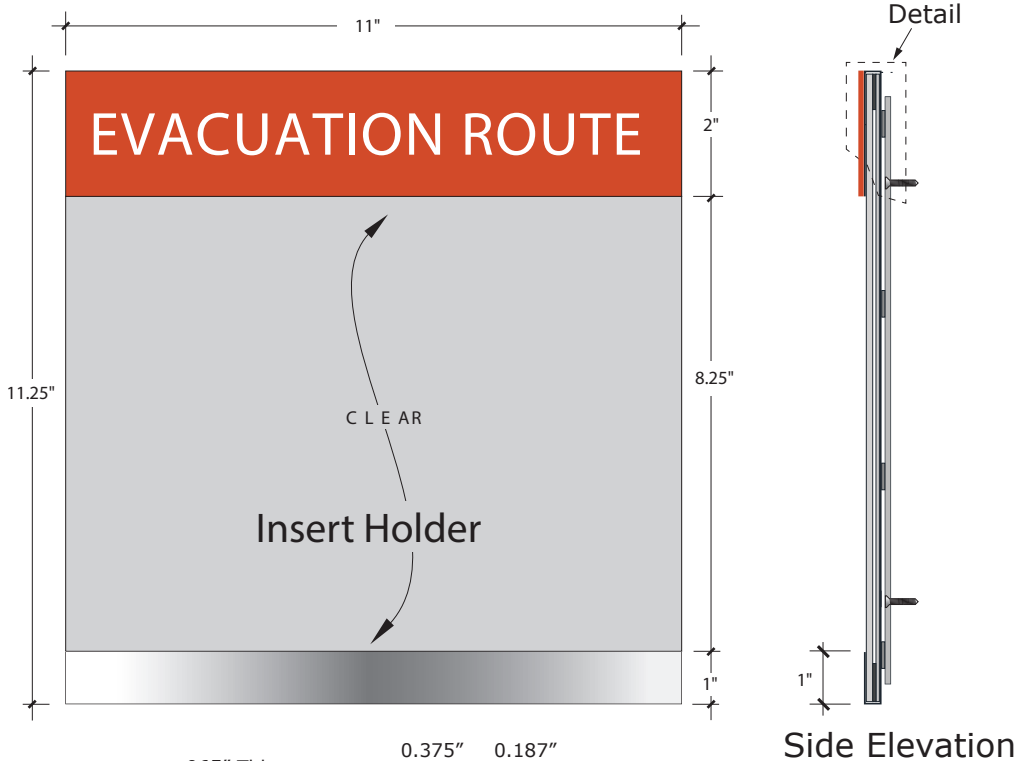 Detail
11"
EVACUATION ROUTE
2"
11.25"
8.25"
C L E AR
Insert Holder
1"
1"
0.375” 0.187”
Side Elevation